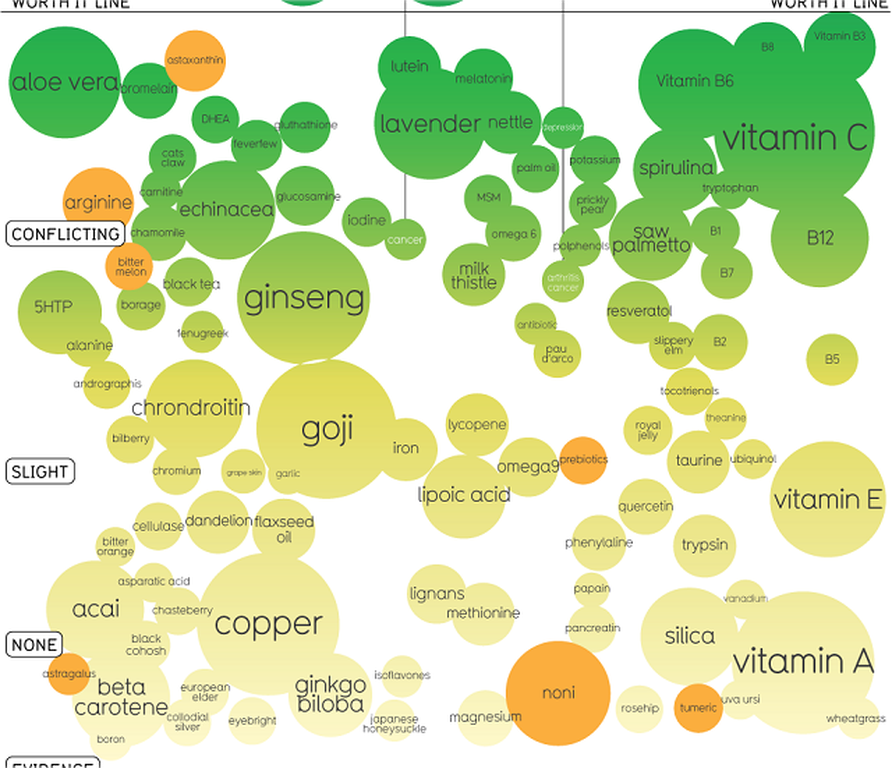 WORTH IT LINE
WORTH IT LINE
aloe vera
bromelain
astaxanthin
lutein
melatonin
Vitamin B6
B8
Vitamin B3
DHEA
feverfew
gluthathione
lavender
nettle
depression
vitamin C
cats
claw
carnitine
arginine
echinacea
glucosamine
palm oil
potassium
spirulina
tryptophan
MSM
prickly
pear
CONFLICTING
chamomile
iodine
cancer
omega 6
polphenols
saw
palmetto
B1
B12
bitter
melon
black tea
ginseng
milk
thistle
arthritis
cancer
B7
5HTP
borage
fenugreek
resveratol
antibiotic
alanine
pau
d'arco
slippery
elm
B2
B5
andrographis
chrondroitin
tocotrienols
goji
lycopene
royal
jelly
theanine
bilberry
iron
SLIGHT
chromium
grape skin
garlic
omega9
prebiotics
taurine
ubiquinol
lipoic acid
vitamin E
quercetin
cellulase
dandelion
flaxseed
oil
bitter
orange
phenylaline
trypsin
asparatic acid
acai
chasteberry
copper
lignans
methionine
papain
vanadium
pancreatin
silica
NONE
black
cohosh
vitamin A
astragalus
beta
carotene
european
elder
ginkgo
biloba
isoflavones
noni
collodial
silver
eyebright
japanese
honeysuckle
magnesium
rosehip
tumeric
uva ursi
wheatgrass
boron
EVIDENCE